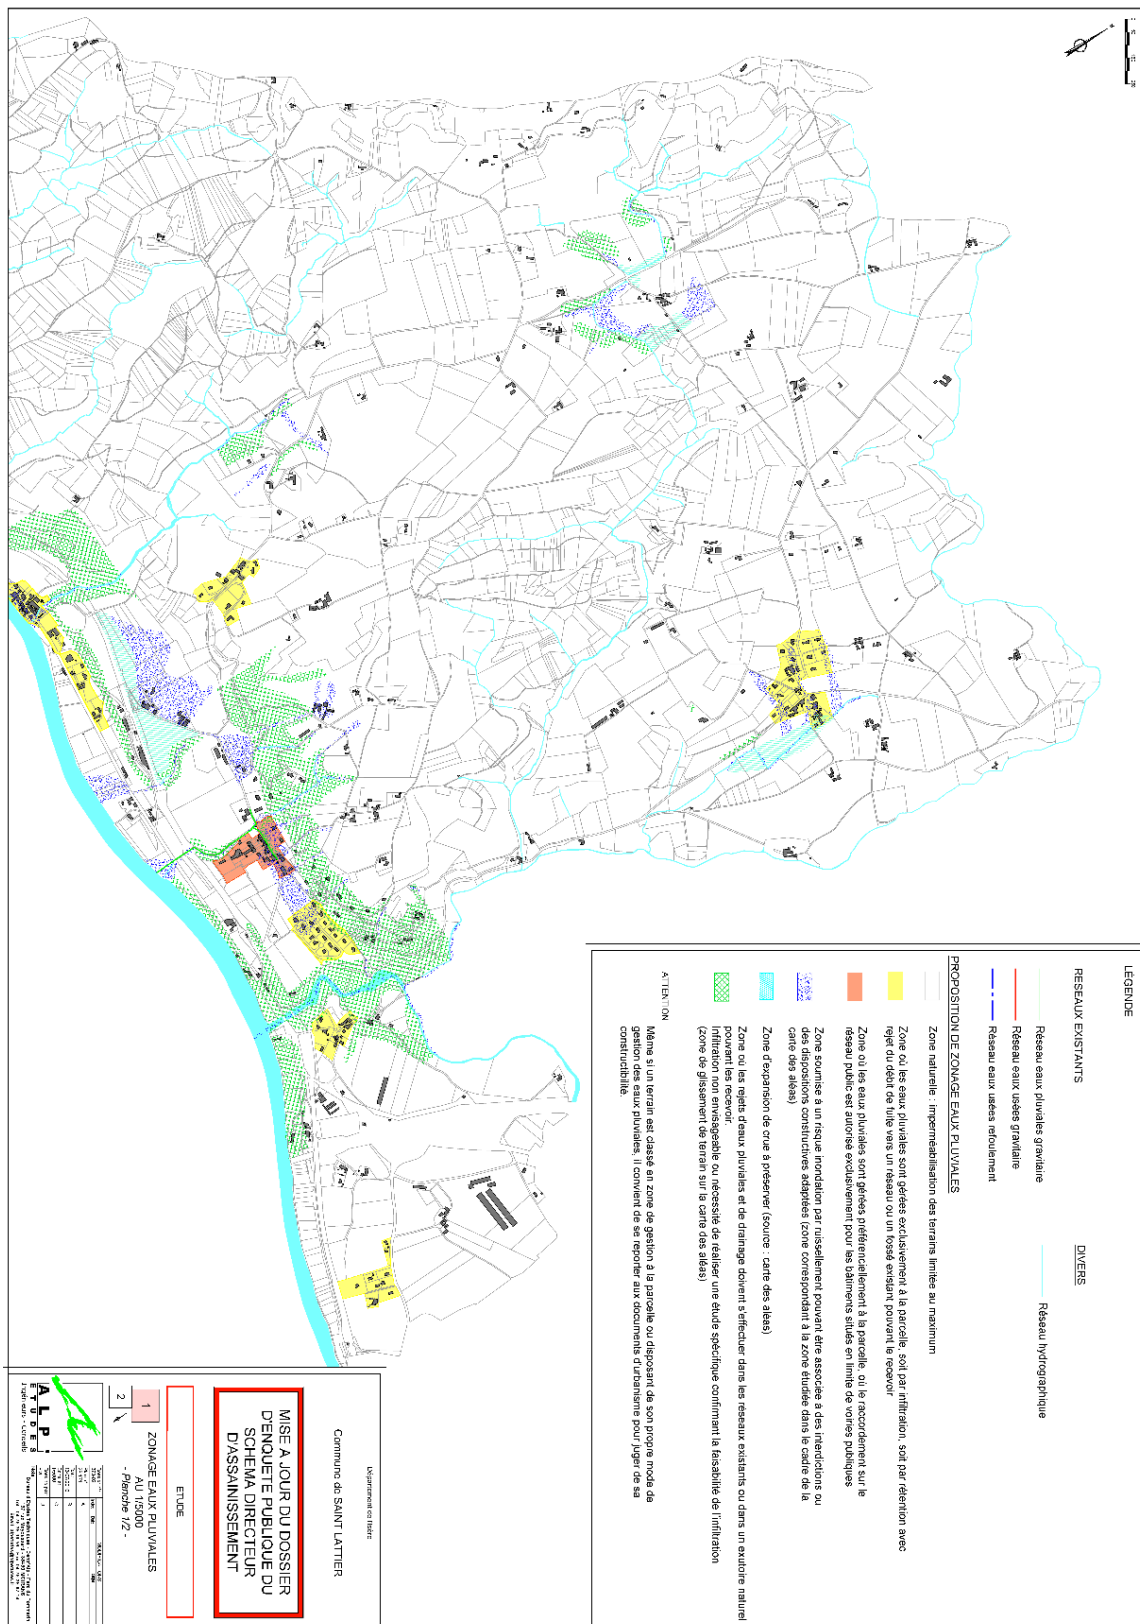 LÉGENDE
RESEAUX EXISTANTS
Réseau eaux pluviales gravitaire
Réseau eaux usées gravitaire
Réseau eaux usées refoulement
DIVERS
Réseau hydrographique
PROPOSITION DE ZONAGE EAUX PLUVIALES
Zone naturelle : imperméabilisation des terrains limitée au maximum
Zone où les eaux pluviales sont gérées exclusivement à la parcelle, soit par infiltration, soit par rétention avec
rejet du débit de fuite vers un réseau ou un fossé existant pouvant le recevoir
Zone où les eaux pluviales sont gérées préférenciellement à la parcelle, où le raccordement sur le
réseau public est autorisé exclusivement pour les bâtiments situés en limite de voiries publiques
Zone soumise à un risque inondation par ruissellement pouvant être associée à des interdictions ou
des dispositions constructives adaptées (zone correspondant à la zone étudiée dans le cadre de la
carte des aléas)
Zone d'expansion de crue à préserver (source : carte des aléas)
Zone où les rejets d'eaux pluviales et de drainage doivent s'effectuer dans les réseaux existants ou dans un exutoire naturel
pouvant les recevoir
Infiltration non envisageable ou nécessité de réaliser une étude spécifique confirmant la faisabilité de l'infiltration
(zone de glissement de terrain sur la carte des aléas)
ATTENTION
Même si un terrain est classé en zone de gestion à la parcelle ou disposant de son propre mode de
gestion des eaux pluviales, il convient de se reporter aux documents d'urbanisme pour juger de sa
constructibilité.
Département de l'Isère
Commune de SAINT LATTIER
MISE A JOUR DU DOSSIER
D'ENQUETE PUBLIQUE DU
SCHEMA DIRECTEUR
D'ASSAINISSEMENT
ETUDE
ZONAGE EAUX PLUVIALES
AU 1/5000
- Planche 1/2 -
1
2
ALP'
ETUDES
Ingénieurs - Conseils